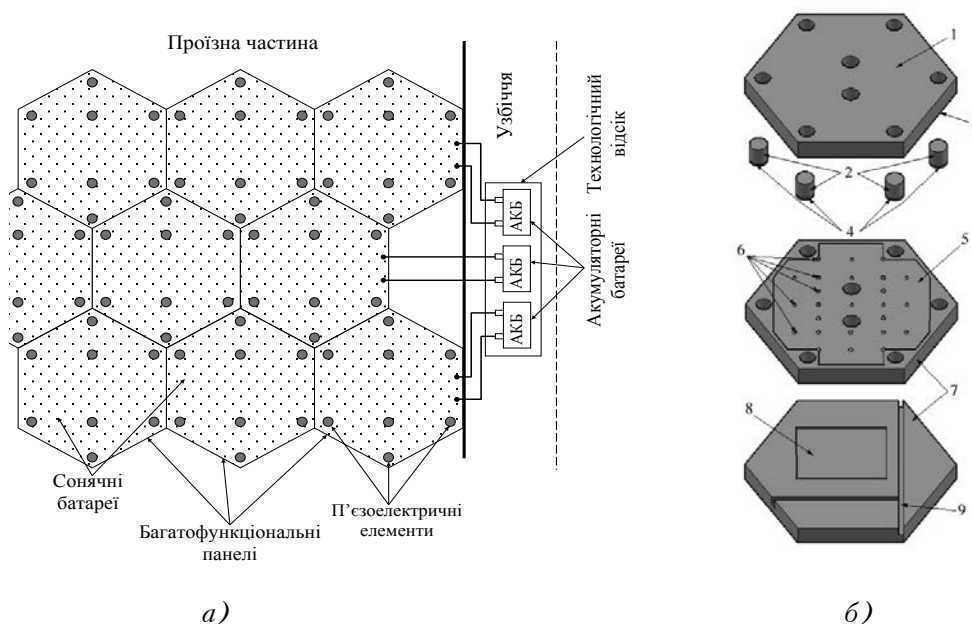 Проїзна частина
Узбіччя
Технологічний
відсік
АКБ
АКБ
АКБ
Акумуляторні
батареї
Сонячні
батареї
Багатофункціональні
панелі
П’єзоелектричні
елементи
а)
1
2
4
5
6
7
8
9
б)